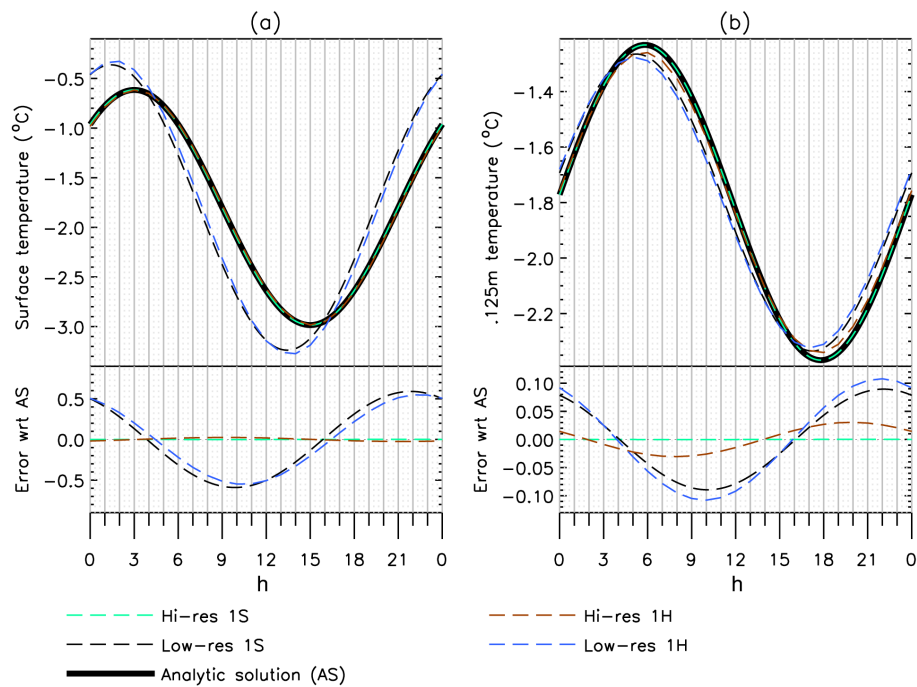 (a)
(b)
Surface temperature (°C)
−0.5
−1.0
−1.5
−2.0
−2.5
−3.0
.125m temperature (°C)
−1.4
−1.6
−1.8
−2.0
−2.2
Error wrt AS
0.5
0.0
−0.5
Error wrt AS
0.10
0.05
0.00
−0.05
−0.10
0 3 6 9 12 15 18 21 0
0 3 6 9 12 15 18 21 0
h
h
Hi−res 1S
Hi−res 1H
Low−res 1S
Low−res 1H
Analytic solution (AS)